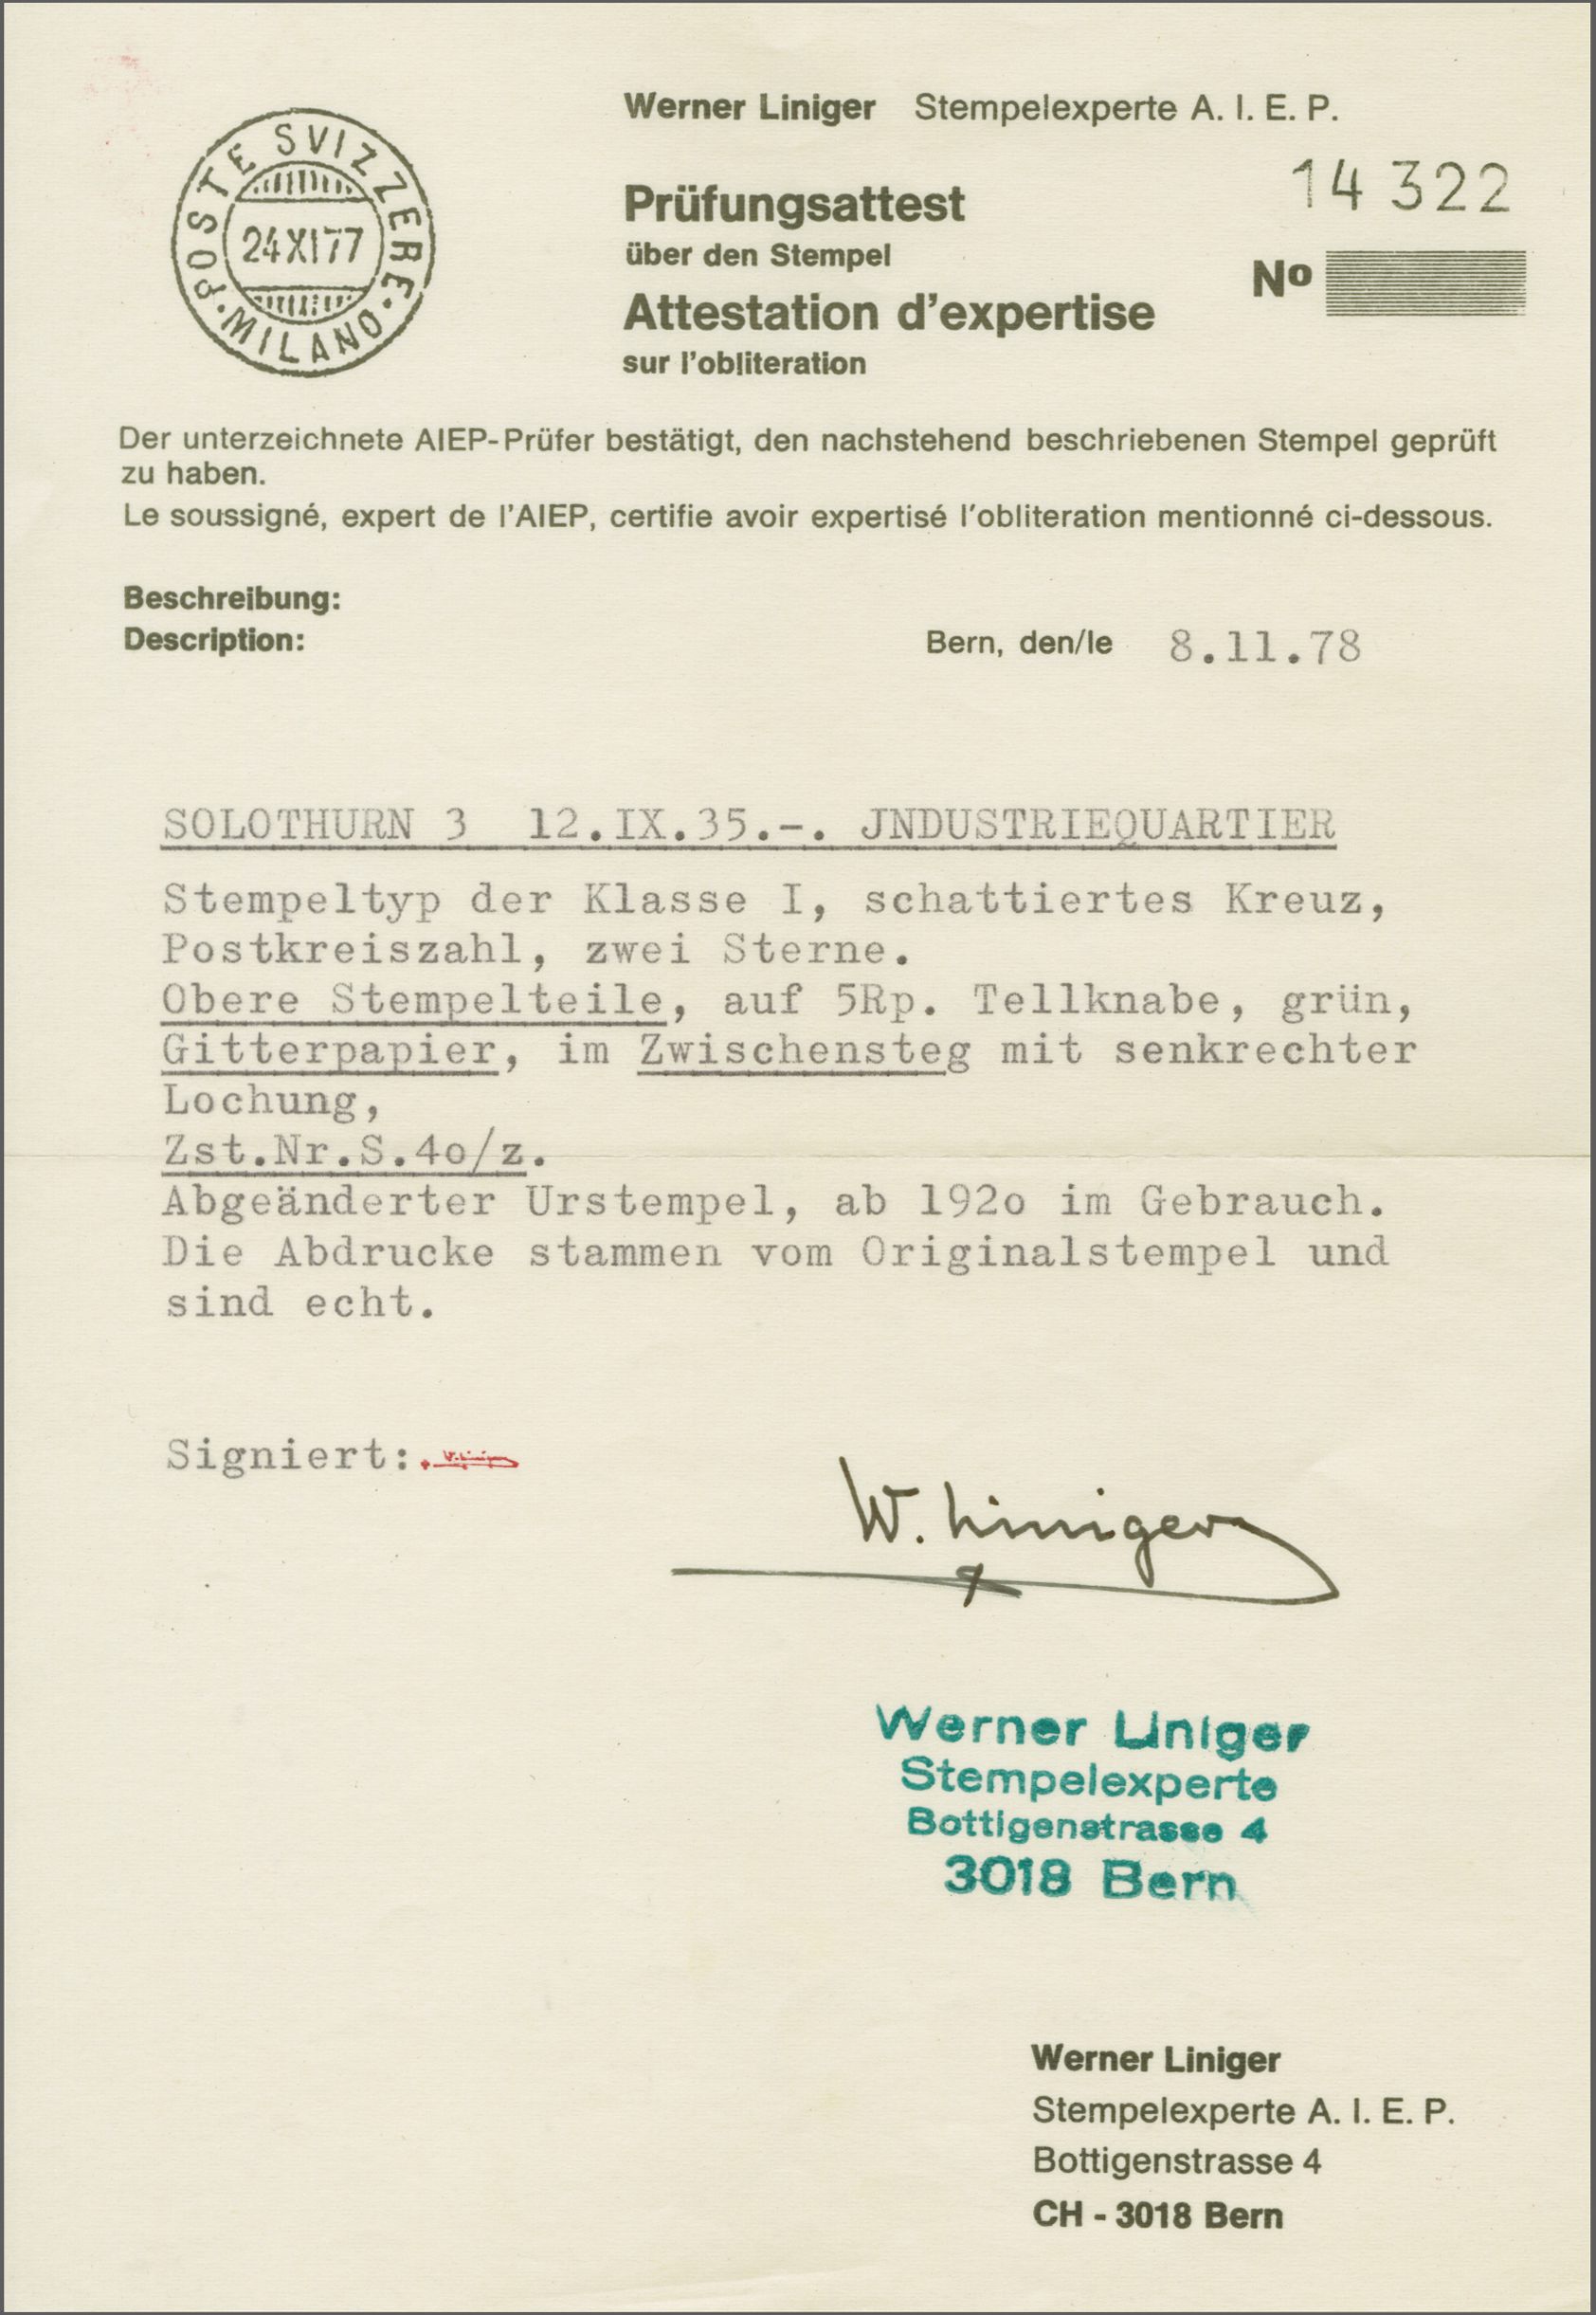 POSTE SVIZZERE
24 XI 77
· MILANO ·
Werner Liniger Stempelexperte A. I. E. P.
14 322
Prüfungsattest
über den Stempel
Nº
Attestation d'expertise
sur l'obliteration
Der unterzeichnete AIEP-Prüfer bestätigt, den nachstehend beschriebenen Stempel geprüft
zu haben.
Le soussigné, expert de l'AIEP, certifie avoir expertisé l'obliteration mentionné ci-dessous.
Beschreibung:
Description:
Bern, den/le 8.11.78
SOLOTHURN 3 12.IX.35.-. JNDUSTRIEQUARTIER
Stempeltyp der Klasse I, schattiertes Kreuz,
Postkreiszahl, zwei Sterne.
Obere Stempelteile, auf 5Rp. Tellknabe, grün,
Gitterpapier, im Zwischensteg mit senkrechter
Lochung,
Zst.Nr.S.4o/z.
Abgeänderter Urstempel, ab 192o im Gebrauch.
Die Abdrucke stammen vom Originalstempel und
sind echt.
Signiert: W. Liniger
W. Liniger
Werner Liniger
Stempelexperte
Bottigenstrasse 4
3018 Bern
Werner Liniger
Stempelexperte A. I. E. P.
Bottigenstrasse 4
CH - 3018 Bern